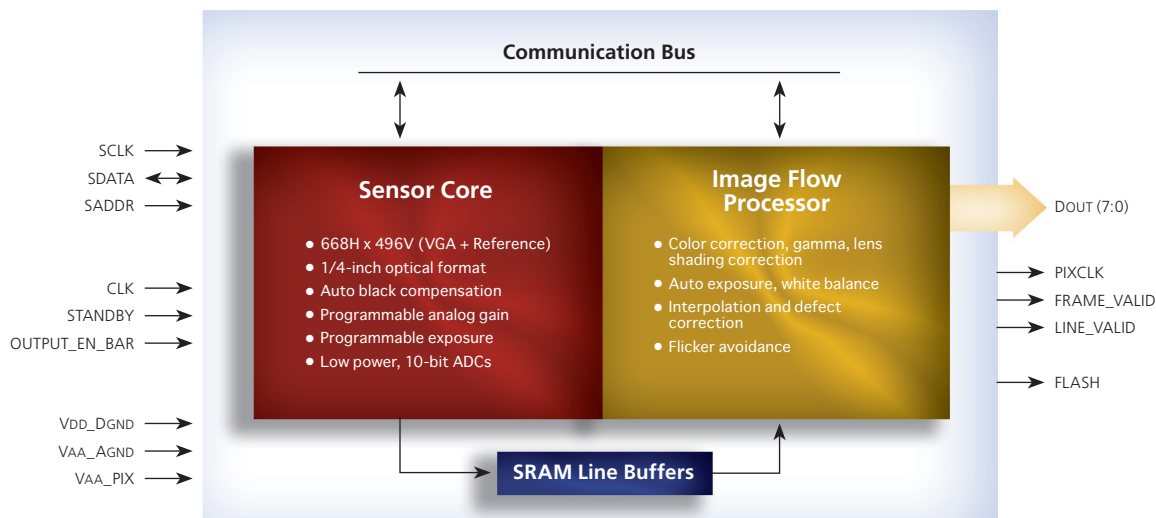 Communication Bus
SCLK
SDATA
SADDR
CLK
STANDBY
OUTPUT_EN_BAR
VDD_DGND
VAA_AGND
VAA_PIX
Sensor Core
• 668H x 496V (VGA + Reference)
• 1/4-inch optical format
• Auto black compensation
• Programmable analog gain
• Programmable exposure
• Low power, 10-bit ADCs
Image Flow
Processor
• Color correction, gamma, lens
shading correction
• Auto exposure, white balance
• Interpolation and defect
correction
• Flicker avoidance
SRAM Line Buffers
DOUT (7:0)
PIXCLK
FRAME_VALID
LINE_VALID
FLASH